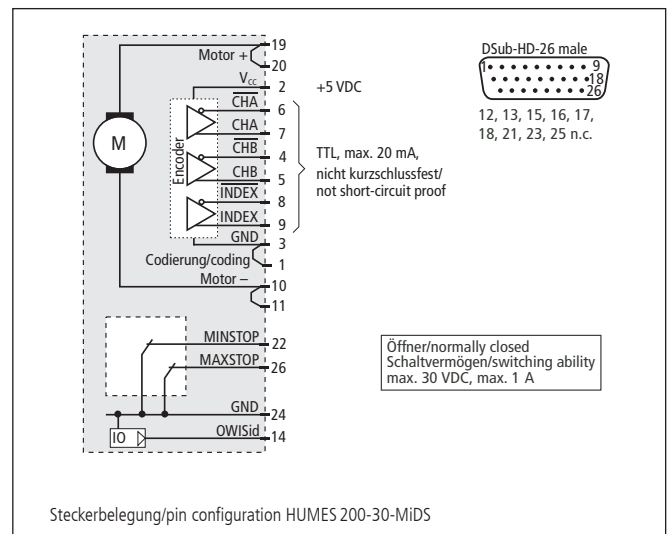 Motor + 19
20
V_CC 2 +5 VDC
C̅H̅A̅ 6
CHA 7
C̅H̅B̅ 4
CHB 5
I̅N̅D̅E̅X̅ 8
INDEX 9
GND 3
Codierung/coding 1
Motor – 10
11
M
Encoder
TTL, max. 20 mA,
nicht kurzschlussfest/
not short-circuit proof
MINSTOP 22
MAXSTOP 26
GND 24
IO OWISid 14
DSub-HD-26 male
1 9
18
26
12, 13, 15, 16, 17,
18, 21, 23, 25 n.c.
Öffner/normally closed
Schaltvermögen/switching ability
max. 30 VDC, max. 1 A
Steckerbelegung/pin configuration HUMES 200-30-MiDS